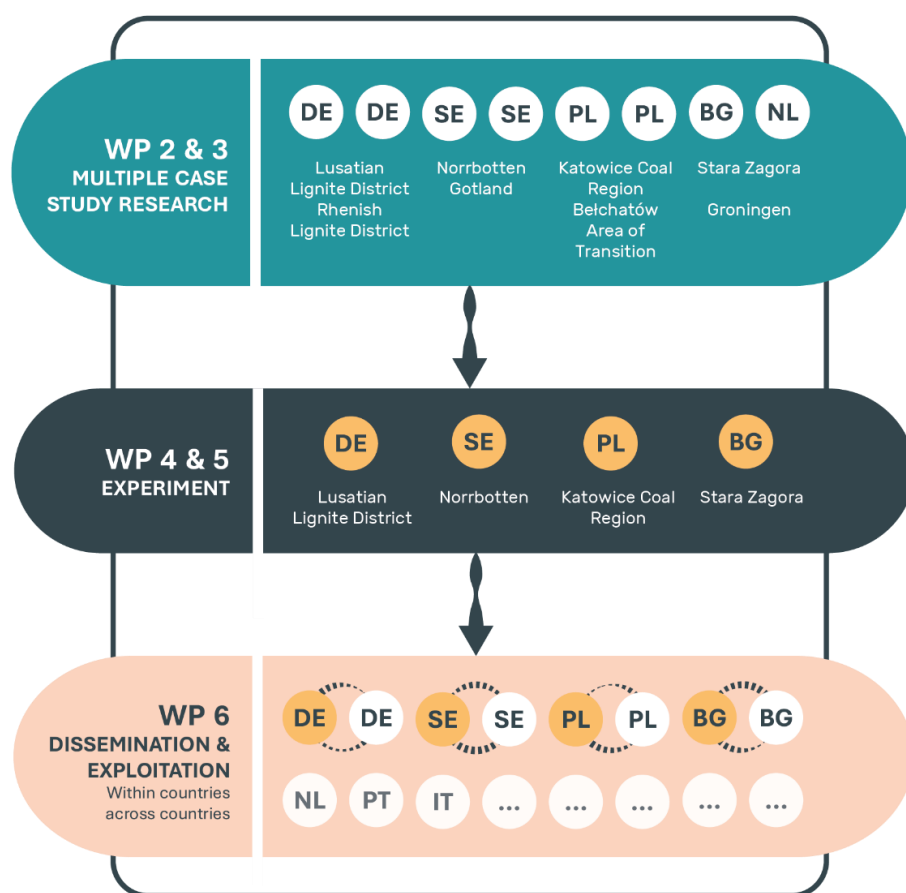 WP 2 & 3
MULTIPLE CASE
STUDY RESEARCH
DE DE SE SE PL PL BG NL
Lusatian
Lignite District
Rhenish
Lignite District
Norrbotten
Gotland
Katowice Coal
Region
Bełchatów
Area of
Transition
Stara Zagora
Groningen
WP 4 & 5
EXPERIMENT
DE SE PL BG
Lusatian
Lignite District
Norrbotten
Katowice Coal
Region
Stara Zagora
WP 6
DISSEMINATION &
EXPLOITATION
Within countries
across countries
DE DE SE SE PL PL BG BG
NL PT IT ... ... ... ... ...